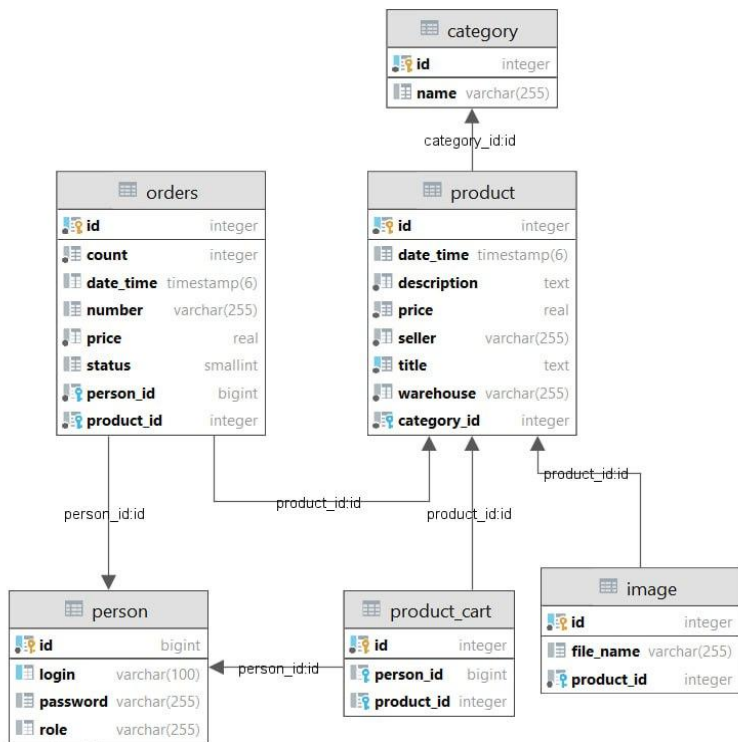 category
id integer
name varchar(255)
category_id:id
orders
id integer
count integer
date_time timestamp(6)
number varchar(255)
price real
status smallint
person_id bigint
product_id integer
product
id integer
date_time timestamp(6)
description text
price real
seller varchar(255)
title text
warehouse varchar(255)
category_id integer
person_id:id
product_id:id
product_id:id
product_id:id
person
id bigint
login varchar(100)
password varchar(255)
role varchar(255)
person_id:id
product_cart
id integer
person_id bigint
product_id integer
image
id integer
file_name varchar(255)
product_id integer